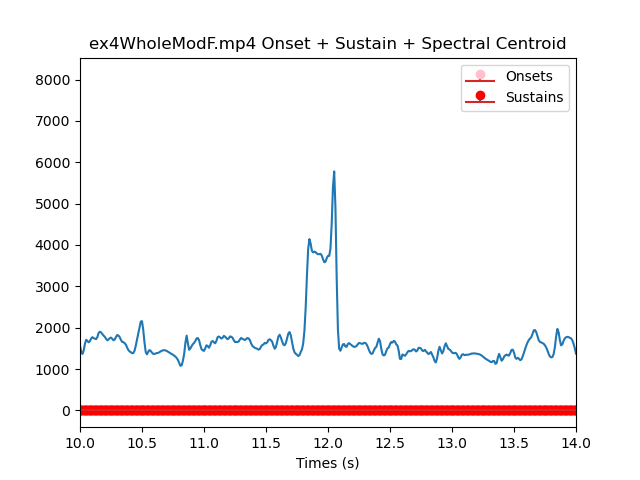 ex4WholeModF.mp4 Onset + Sustain + Spectral Centroid
Onsets
Sustains
8000
7000
6000
5000
4000
3000
2000
1000
0
10.0 10.5 11.0 11.5 12.0 12.5 13.0 13.5 14.0
Times (s)